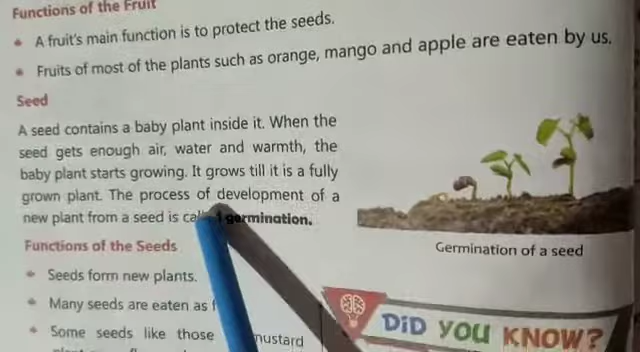 Functions of the Fruit
A fruit's main function is to protect the seeds.
Fruits of most of the plants such as orange, mango and apple are eaten by us.
Seed
A seed contains a baby plant inside it. When the
seed gets enough air, water and warmth, the
baby plant starts growing. It grows till it is a fully
grown plant. The process of development of a
new plant from a seed is called germination.
Germination of a seed
Functions of the Seeds
Seeds form new plants.
Many seeds are eaten as
Some seeds like those mustard
DiD YOU KNOW?